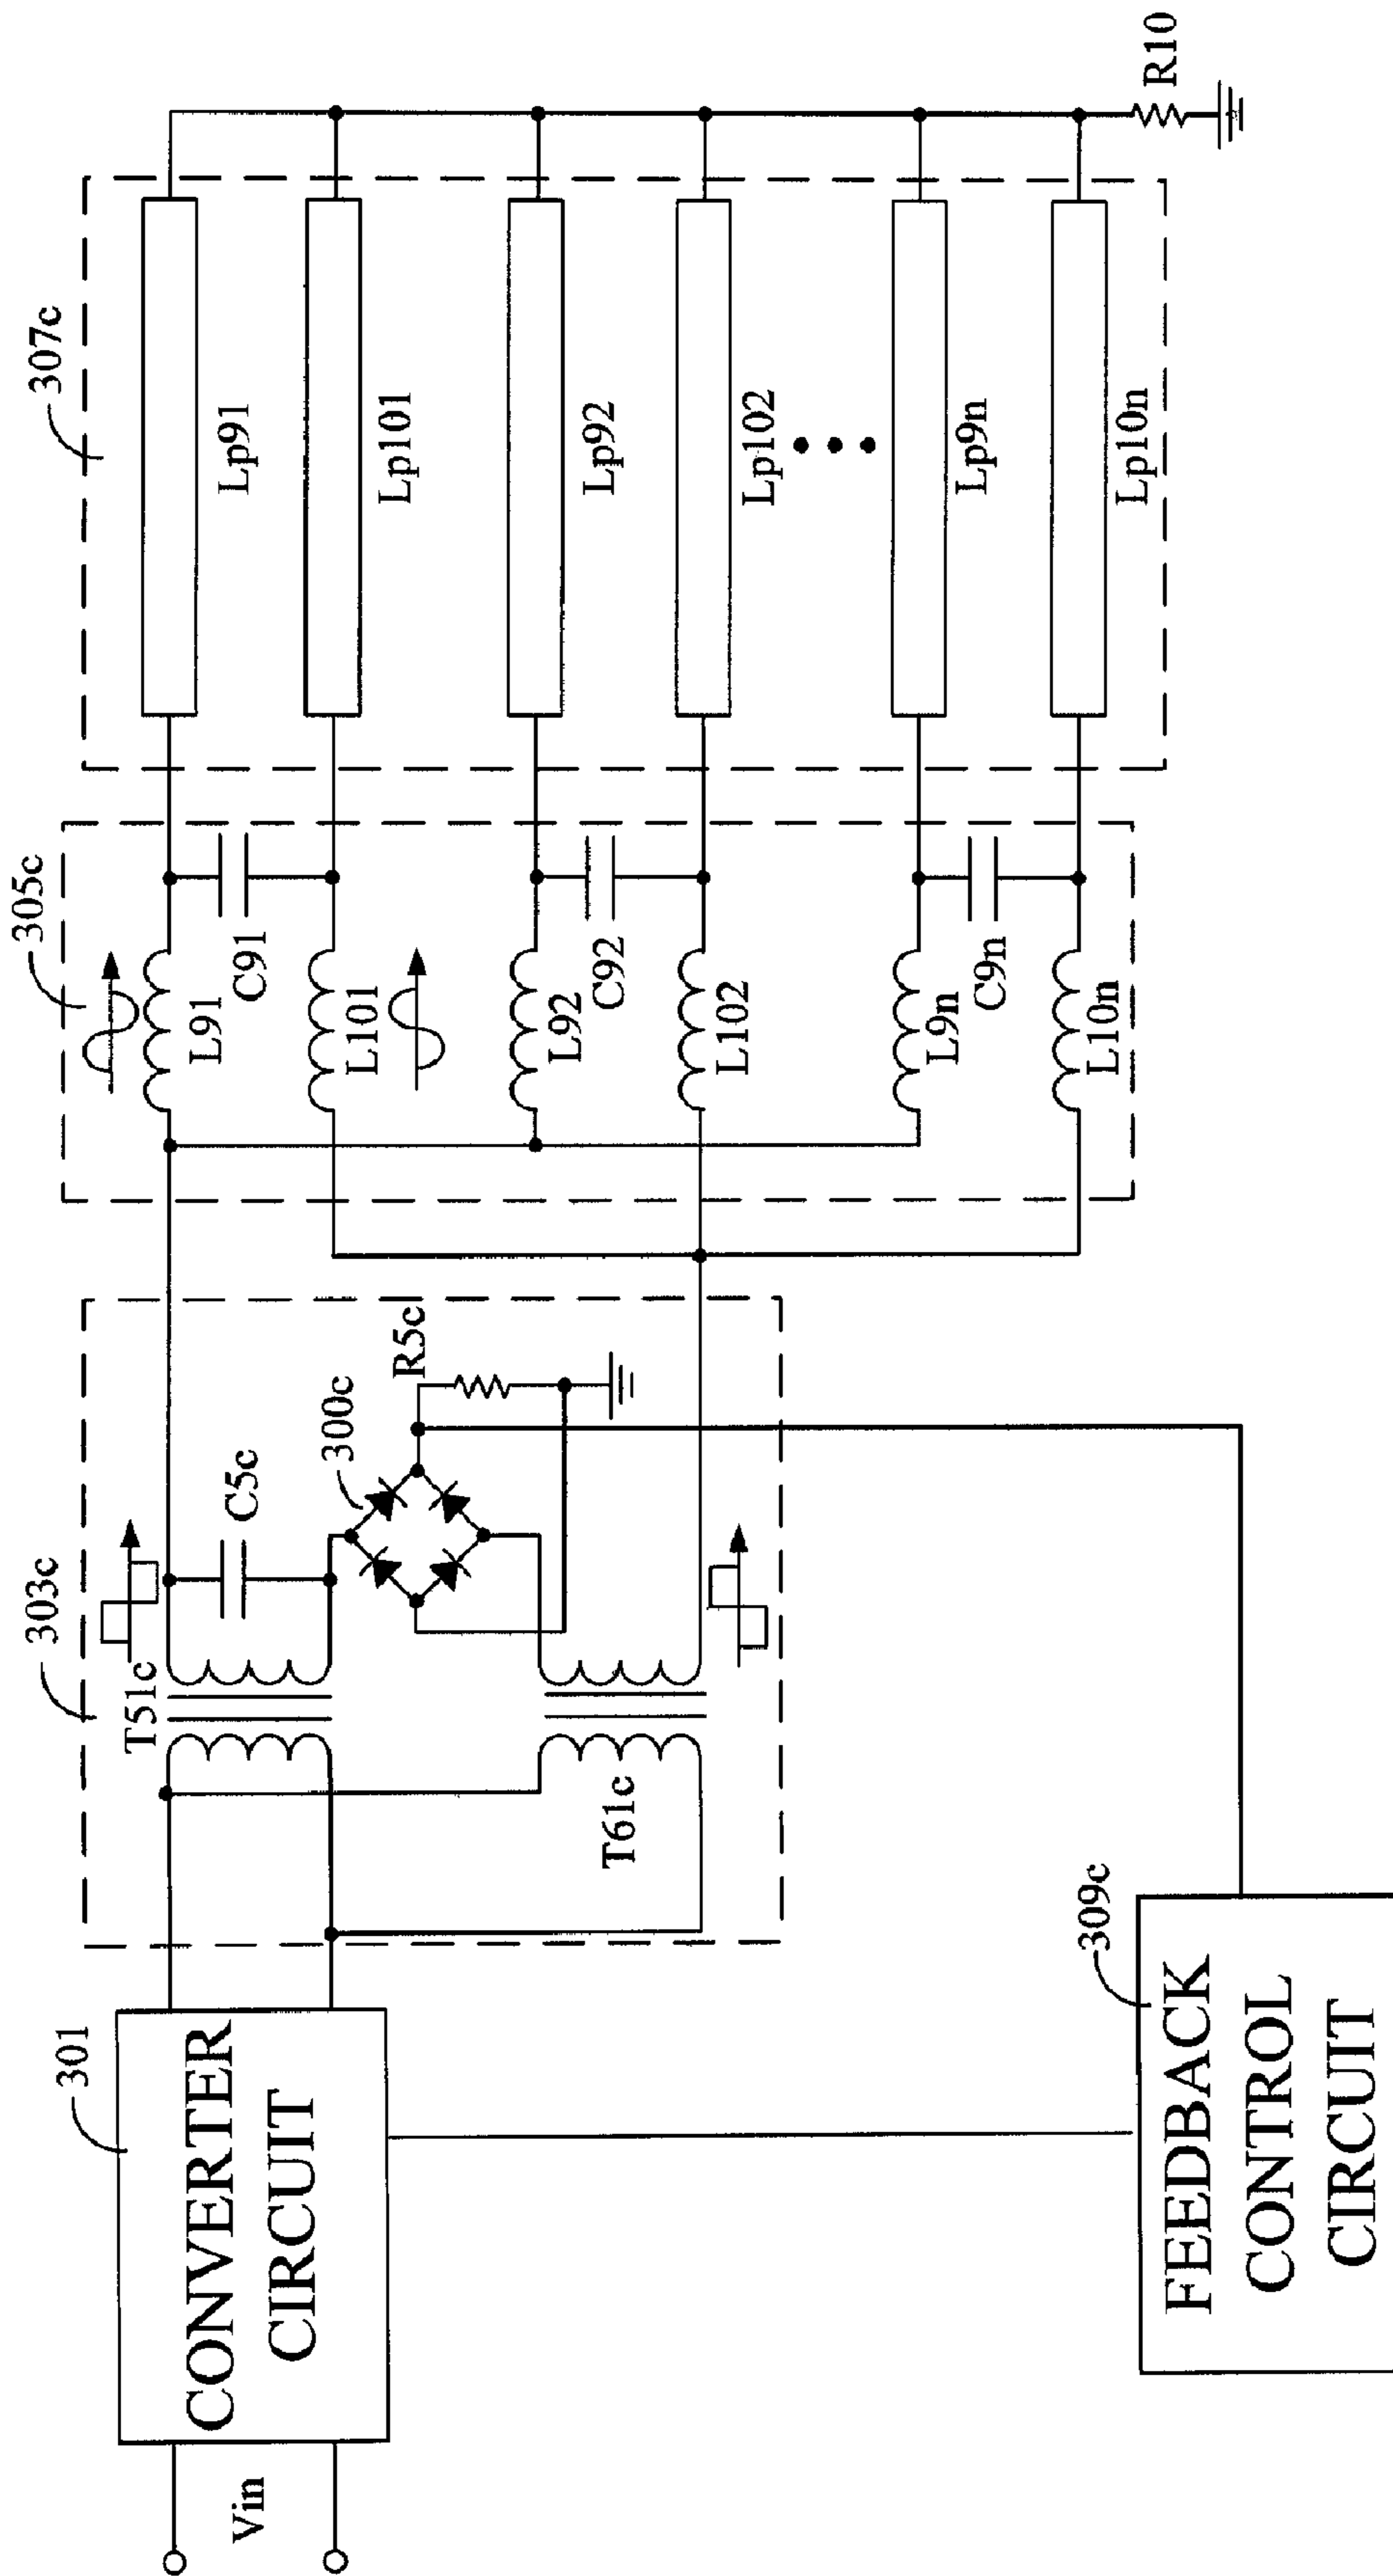 301
CONVERTER
CIRCUIT
Vin
303c
T51c
C5c
300c
R5c
T61c
305c
L91
C91
L101
L92
C92
L102
L9n
C9n
L10n
307c
Lp91
Lp101
Lp92
Lp102
Lp9n
Lp10n
R10
309c
FEEDBACK
CONTROL
CIRCUIT